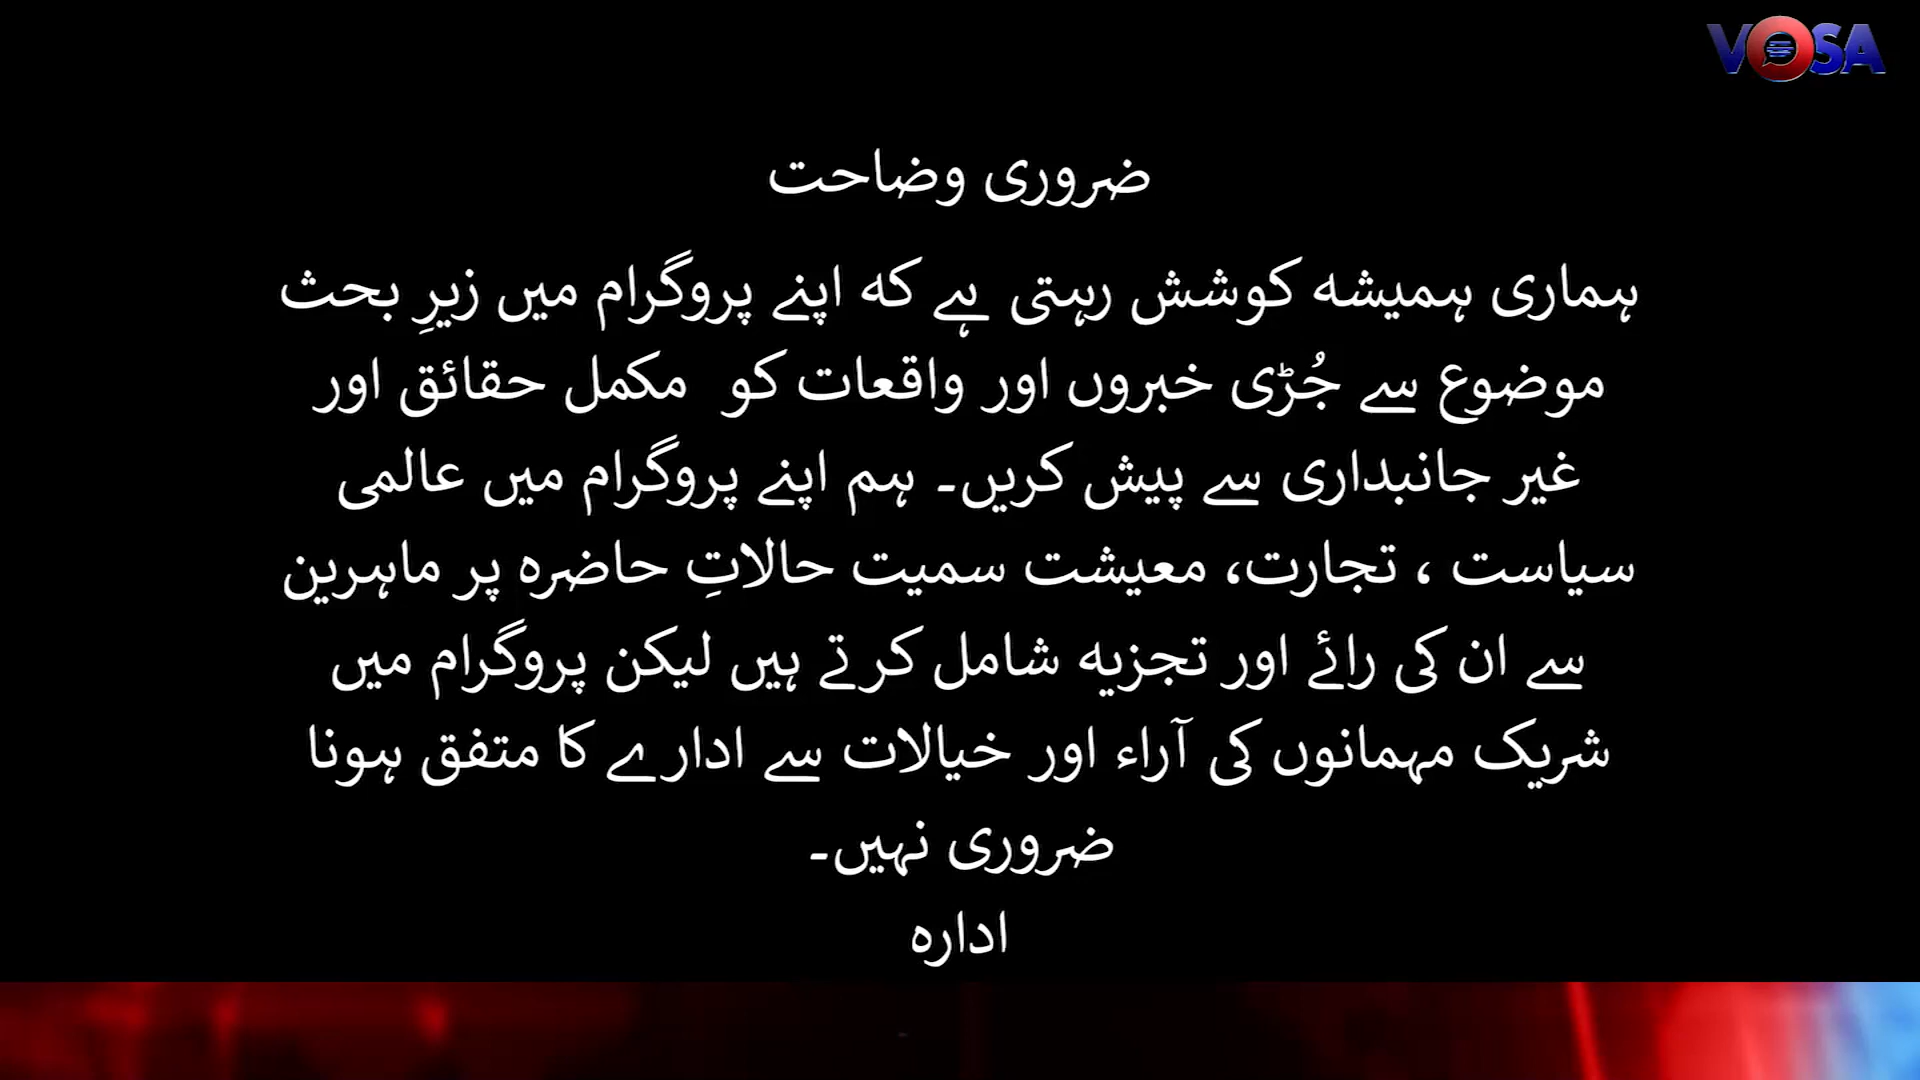 VOSA
ضروری وضاحت
ہماری ہمیشہ کوشش رہتی ہے کہ اپنے پروگرام میں زیرِ بحث
موضوع سے جُڑی خبروں اور واقعات کو مکمل حقائق اور
غیر جانبداری سے پیش کریں۔ ہم اپنے پروگرام میں عالمی
سیاست ، تجارت، معیشت سمیت حالاتِ حاضرہ پر ماہرین
سے ان کی رائے اور تجزیہ شامل کرتے ہیں لیکن پروگرام میں
شریک مہمانوں کی آراء اور خیالات سے ادارے کا متفق ہونا
ضروری نہیں۔
ادارہ